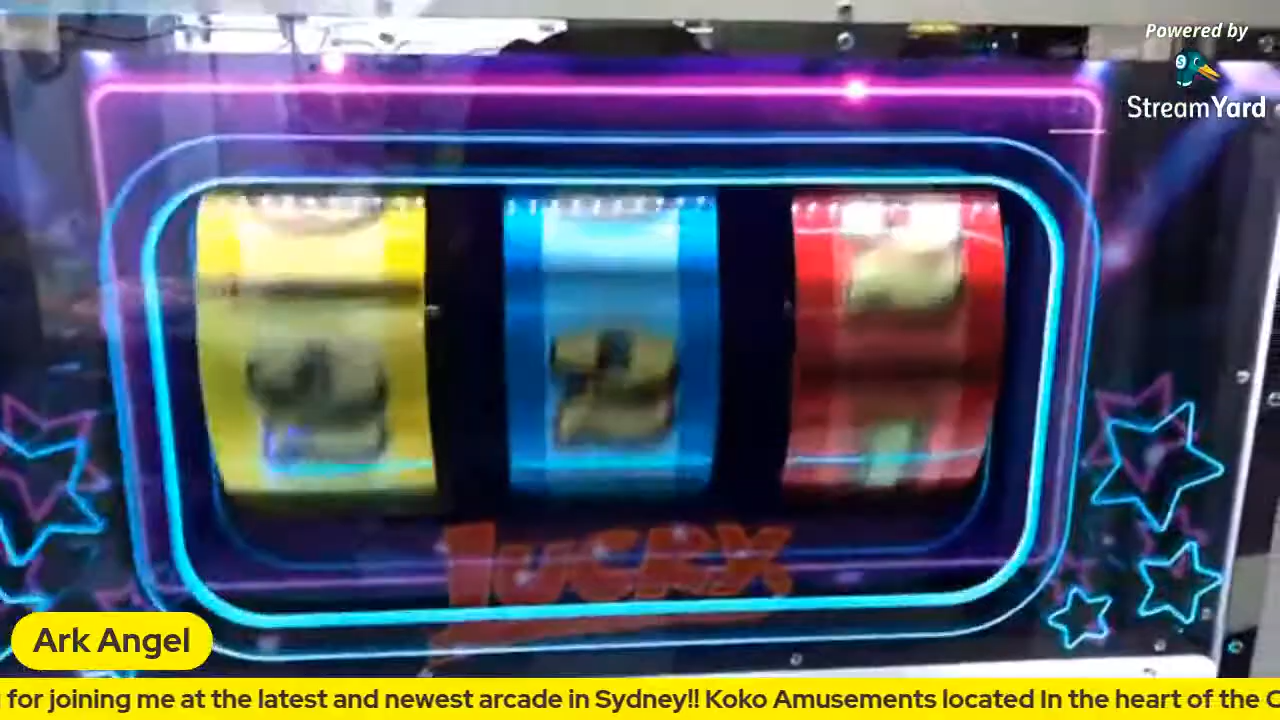 Powered by
StreamYard
lucky
Ark Angel
for joining me at the latest and newest arcade in Sydney!! Koko Amusements located In the heart of the